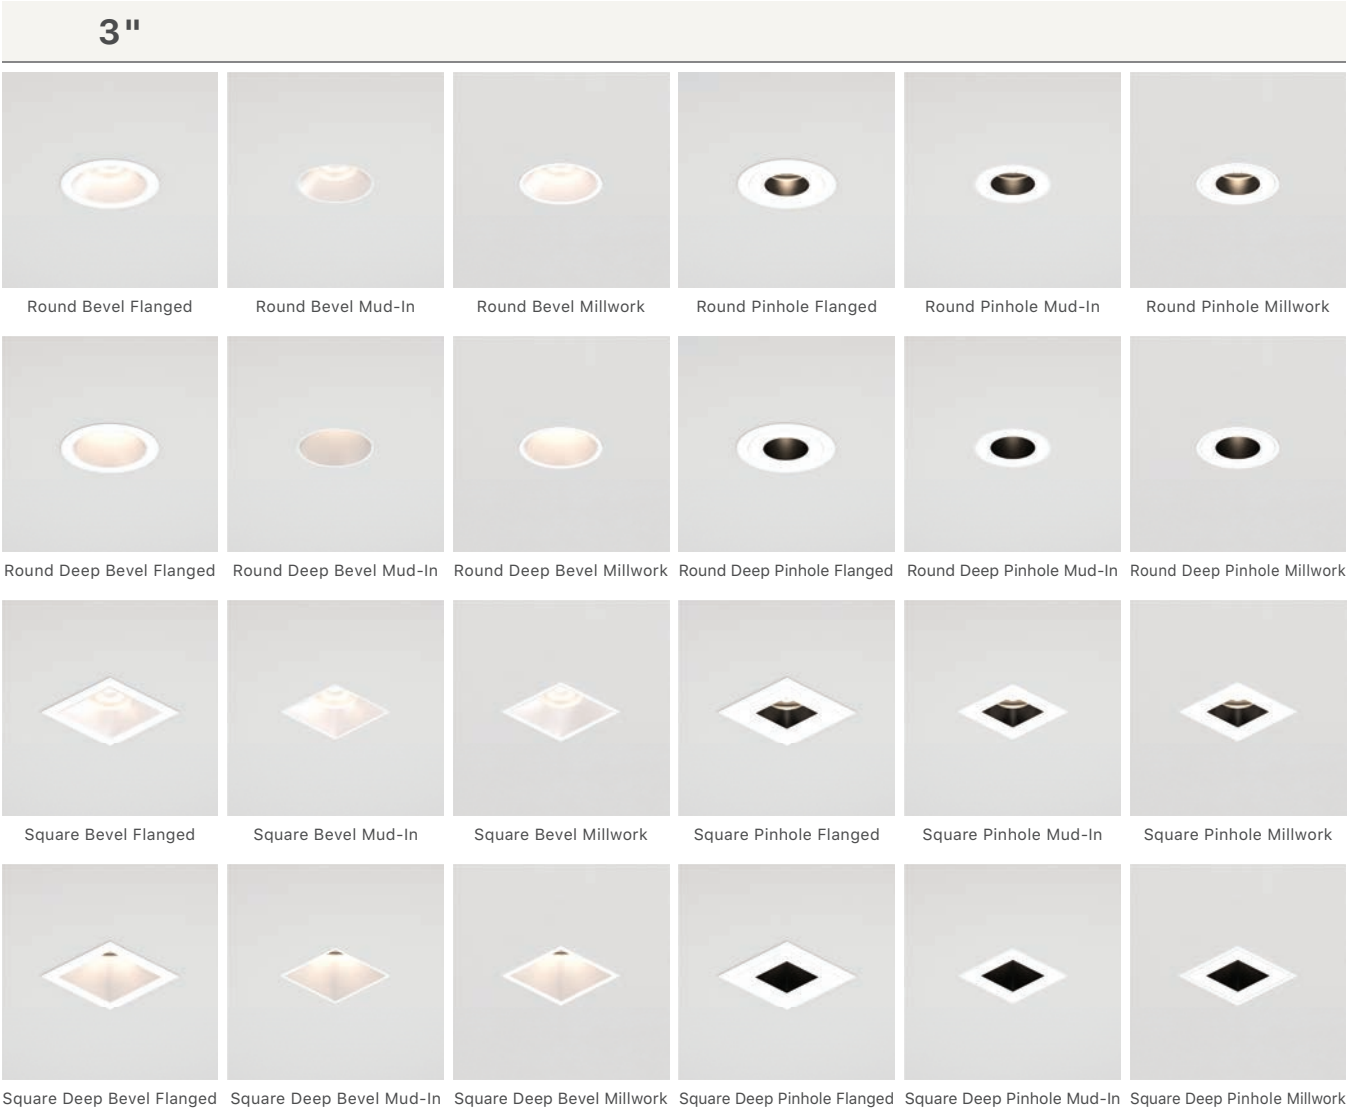 3"
Round Bevel Flanged
Round Bevel Mud-In
Round Bevel Millwork
Round Pinhole Flanged
Round Pinhole Mud-In
Round Pinhole Millwork
Round Deep Bevel Flanged
Round Deep Bevel Mud-In
Round Deep Bevel Millwork
Round Deep Pinhole Flanged
Round Deep Pinhole Mud-In
Round Deep Pinhole Millwork
Square Bevel Flanged
Square Bevel Mud-In
Square Bevel Millwork
Square Pinhole Flanged
Square Pinhole Mud-In
Square Pinhole Millwork
Square Deep Bevel Flanged
Square Deep Bevel Mud-In
Square Deep Bevel Millwork
Square Deep Pinhole Flanged
Square Deep Pinhole Mud-In
Square Deep Pinhole Millwork